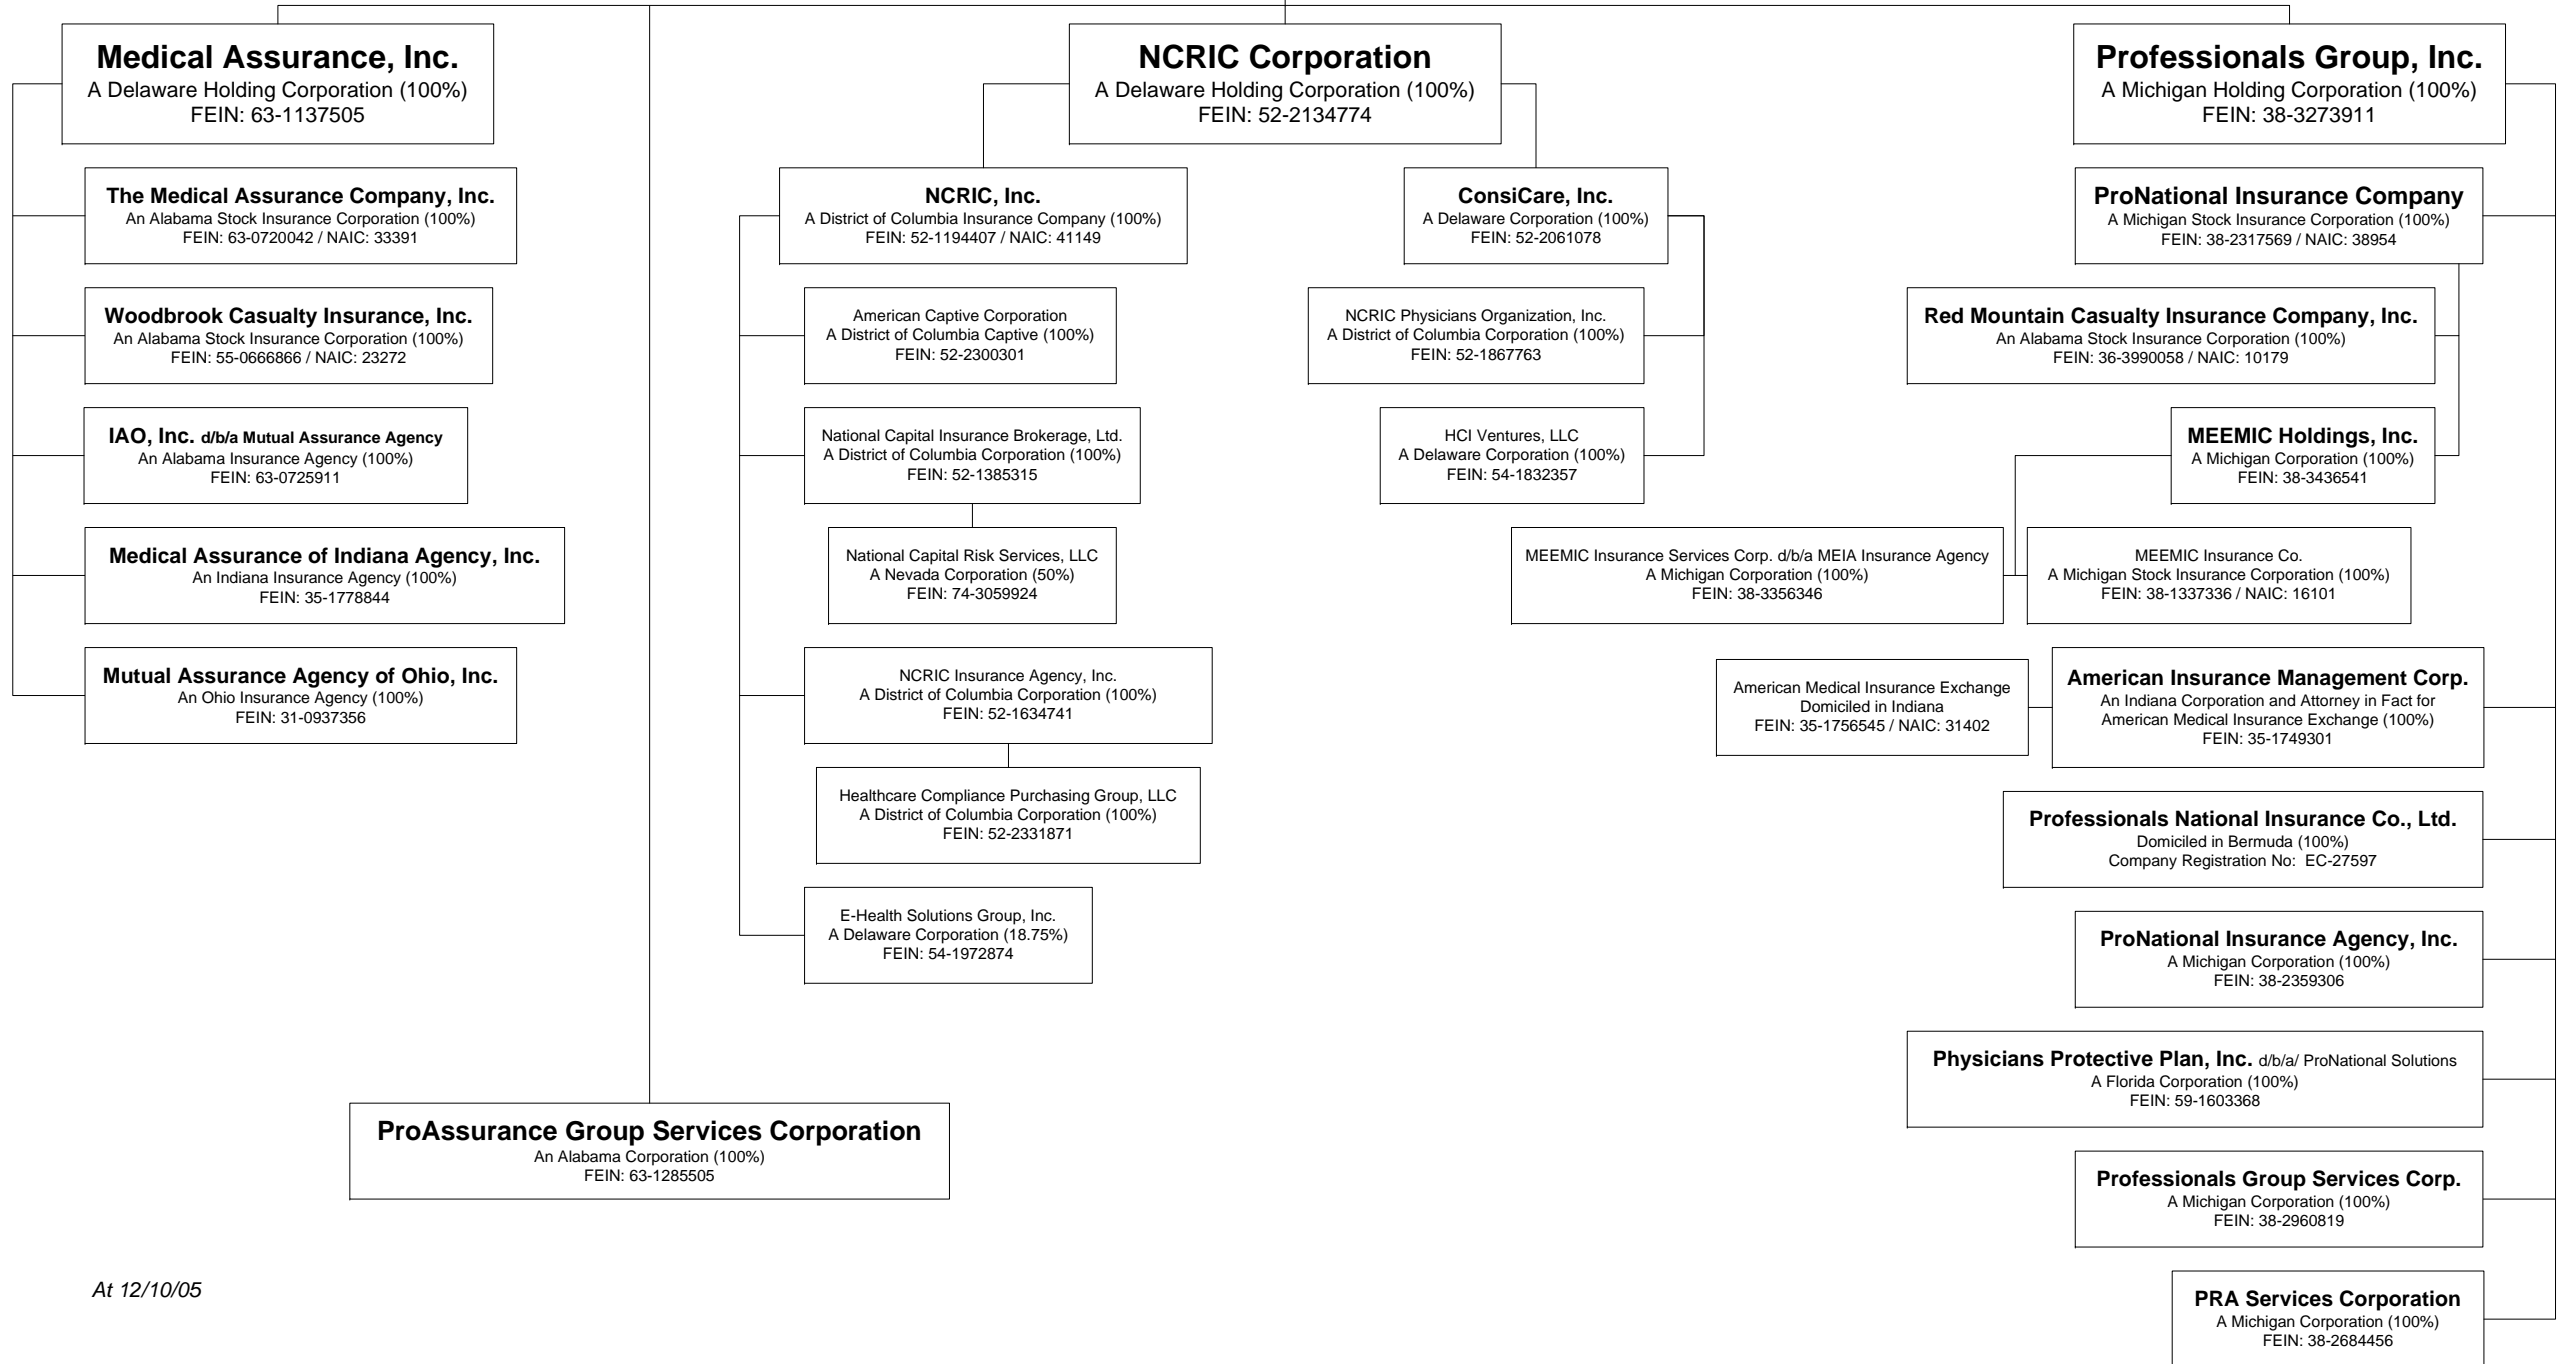 Medical Assurance, Inc.
A Delaware Holding Corporation (100%)
FEIN: 63-1137505
The Medical Assurance Company, Inc.
An Alabama Stock Insurance Corporation (100%)
FEIN: 63-0720042 / NAIC: 33391
Woodbrook Casualty Insurance, Inc.
An Alabama Stock Insurance Corporation (100%)
FEIN: 55-0666866 / NAIC: 23272
IAO, Inc. d/b/a Mutual Assurance Agency
An Alabama Insurance Agency (100%)
FEIN: 63-0725911
Medical Assurance of Indiana Agency, Inc.
An Indiana Insurance Agency (100%)
FEIN: 35-1778844
Mutual Assurance Agency of Ohio, Inc.
An Ohio Insurance Agency (100%)
FEIN: 31-0937356
ProAssurance Group Services Corporation
An Alabama Corporation (100%)
FEIN: 63-1285505
NCRIC Corporation
A Delaware Holding Corporation (100%)
FEIN: 52-2134774
NCRIC, Inc.
A District of Columbia Insurance Company (100%)
FEIN: 52-1194407 / NAIC: 41149
American Captive Corporation
A District of Columbia Captive (100%)
FEIN: 52-2300301
National Capital Insurance Brokerage, Ltd.
A District of Columbia Corporation (100%)
FEIN: 52-1385315
National Capital Risk Services, LLC
A Nevada Corporation (50%)
FEIN: 74-3059924
NCRIC Insurance Agency, Inc.
A District of Columbia Corporation (100%)
FEIN: 52-1634741
Healthcare Compliance Purchasing Group, LLC
A District of Columbia Corporation (100%)
FEIN: 52-2331871
E-Health Solutions Group, Inc.
A Delaware Corporation (18.75%)
FEIN: 54-1972874
ConsiCare, Inc.
A Delaware Corporation (100%)
FEIN: 52-2061078
NCRIC Physicians Organization, Inc.
A District of Columbia Corporation (100%)
FEIN: 52-1867763
HCI Ventures, LLC
A Delaware Corporation (100%)
FEIN: 54-1832357
Professionals Group, Inc.
A Michigan Holding Corporation (100%)
FEIN: 38-3273911
ProNational Insurance Company
A Michigan Stock Insurance Corporation (100%)
FEIN: 38-2317569 / NAIC: 38954
Red Mountain Casualty Insurance Company, Inc.
An Alabama Stock Insurance Corporation (100%)
FEIN: 36-3990058 / NAIC: 10179
MEEMIC Holdings, Inc.
A Michigan Corporation (100%)
FEIN: 38-3436541
MEEMIC Insurance Services Corp. d/b/a MEIA Insurance Agency
A Michigan Corporation (100%)
FEIN: 38-3356346
MEEMIC Insurance Co.
A Michigan Stock Insurance Corporation (100%)
FEIN: 38-1337336 / NAIC: 16101
American Medical Insurance Exchange
Domiciled in Indiana
FEIN: 35-1756545 / NAIC: 31402
American Insurance Management Corp.
An Indiana Corporation and Attorney in Fact for
American Medical Insurance Exchange (100%)
FEIN: 35-1749301
Professionals National Insurance Co., Ltd.
Domiciled in Bermuda (100%)
Company Registration No: EC-27597
ProNational Insurance Agency, Inc.
A Michigan Corporation (100%)
FEIN: 38-2359306
Physicians Protective Plan, Inc. d/b/a/ ProNational Solutions
A Florida Corporation (100%)
FEIN: 59-1603368
Professionals Group Services Corp.
A Michigan Corporation (100%)
FEIN: 38-2960819
PRA Services Corporation
A Michigan Corporation (100%)
FEIN: 38-2684456
At 12/10/05